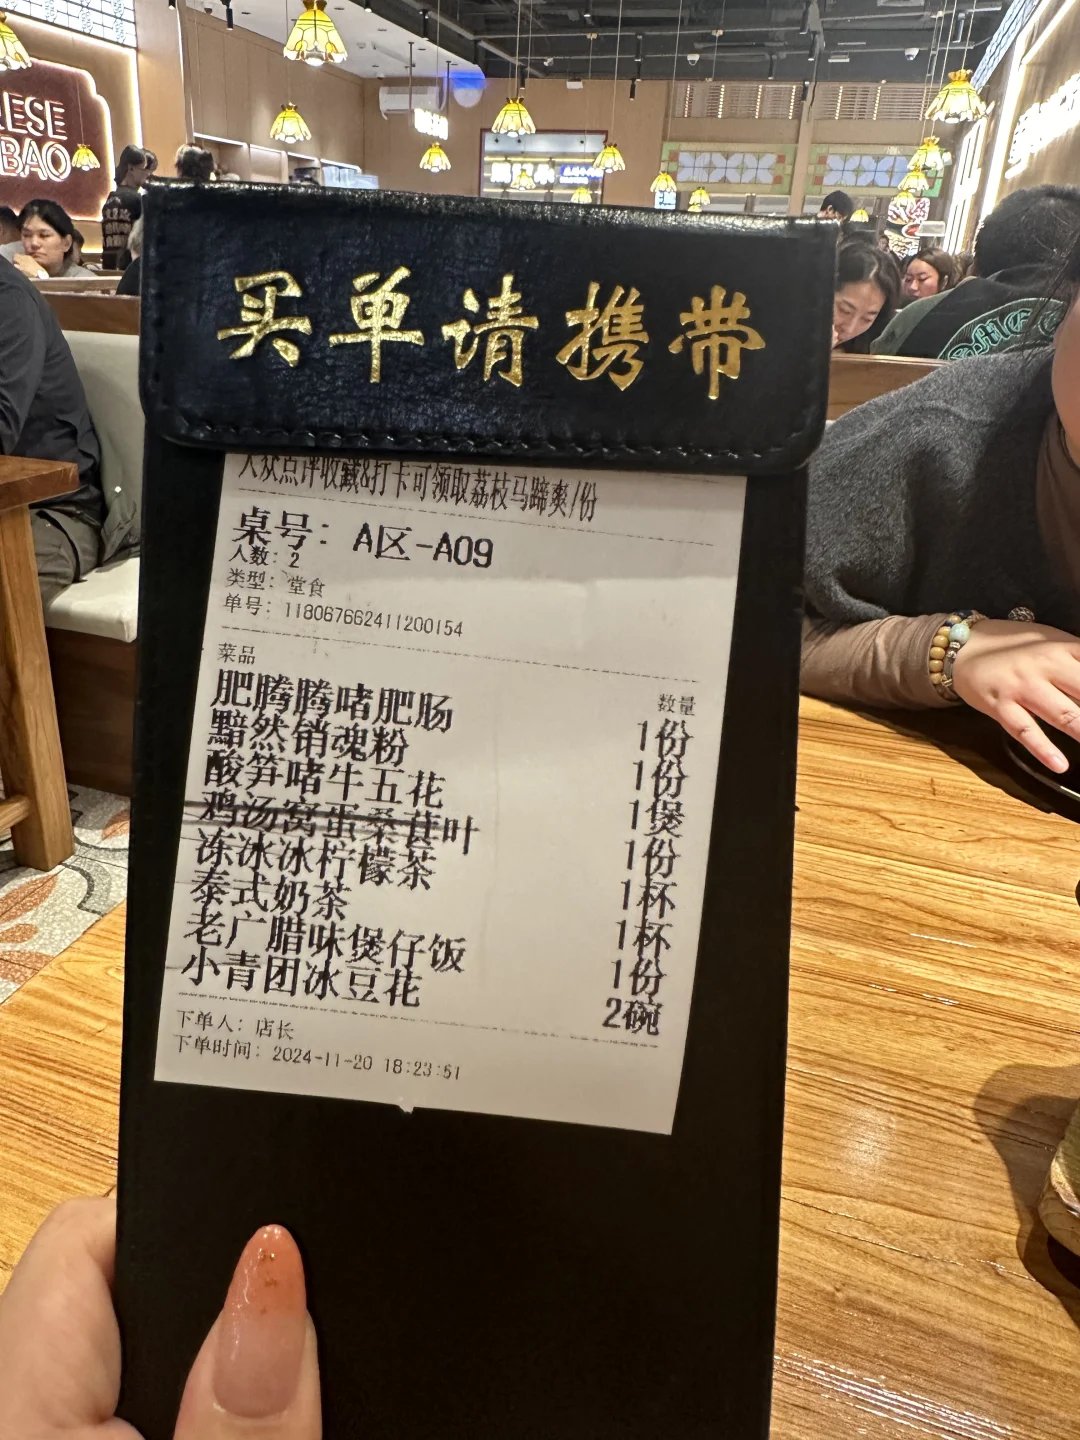 ESE
BAO
买单请携带
大众点评收藏&打卡可领取荔枝马蹄爽/份
桌号: A区-A09
人数: 2
类型: 堂食
单号: 118067662411200154
菜品 数量
肥腾腾啫肥肠 1份
黯然销魂粉 1份
酸笋啫牛五花 1煲
鸡汤窝蛋桑葚叶 1份
冻冰冰柠檬茶 1杯
泰式奶茶 1杯
老广腊味煲仔饭 1份
小青团冰豆花 2碗
下单人: 店长
下单时间: 2024-11-20 18:23:51